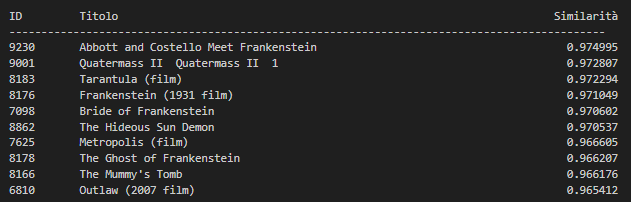 ID Titolo Similarità
------------------------------------------------------------------------------------------
9230 Abbott and Costello Meet Frankenstein 0.974995
9001 Quatermass II  Quatermass II  1 0.972807
8183 Tarantula (film) 0.972294
8176 Frankenstein (1931 film) 0.971049
7098 Bride of Frankenstein 0.970602
8862 The Hideous Sun Demon 0.970537
7625 Metropolis (film) 0.966605
8178 The Ghost of Frankenstein 0.966207
8166 The Mummy's Tomb 0.966176
6810 Outlaw (2007 film) 0.965412